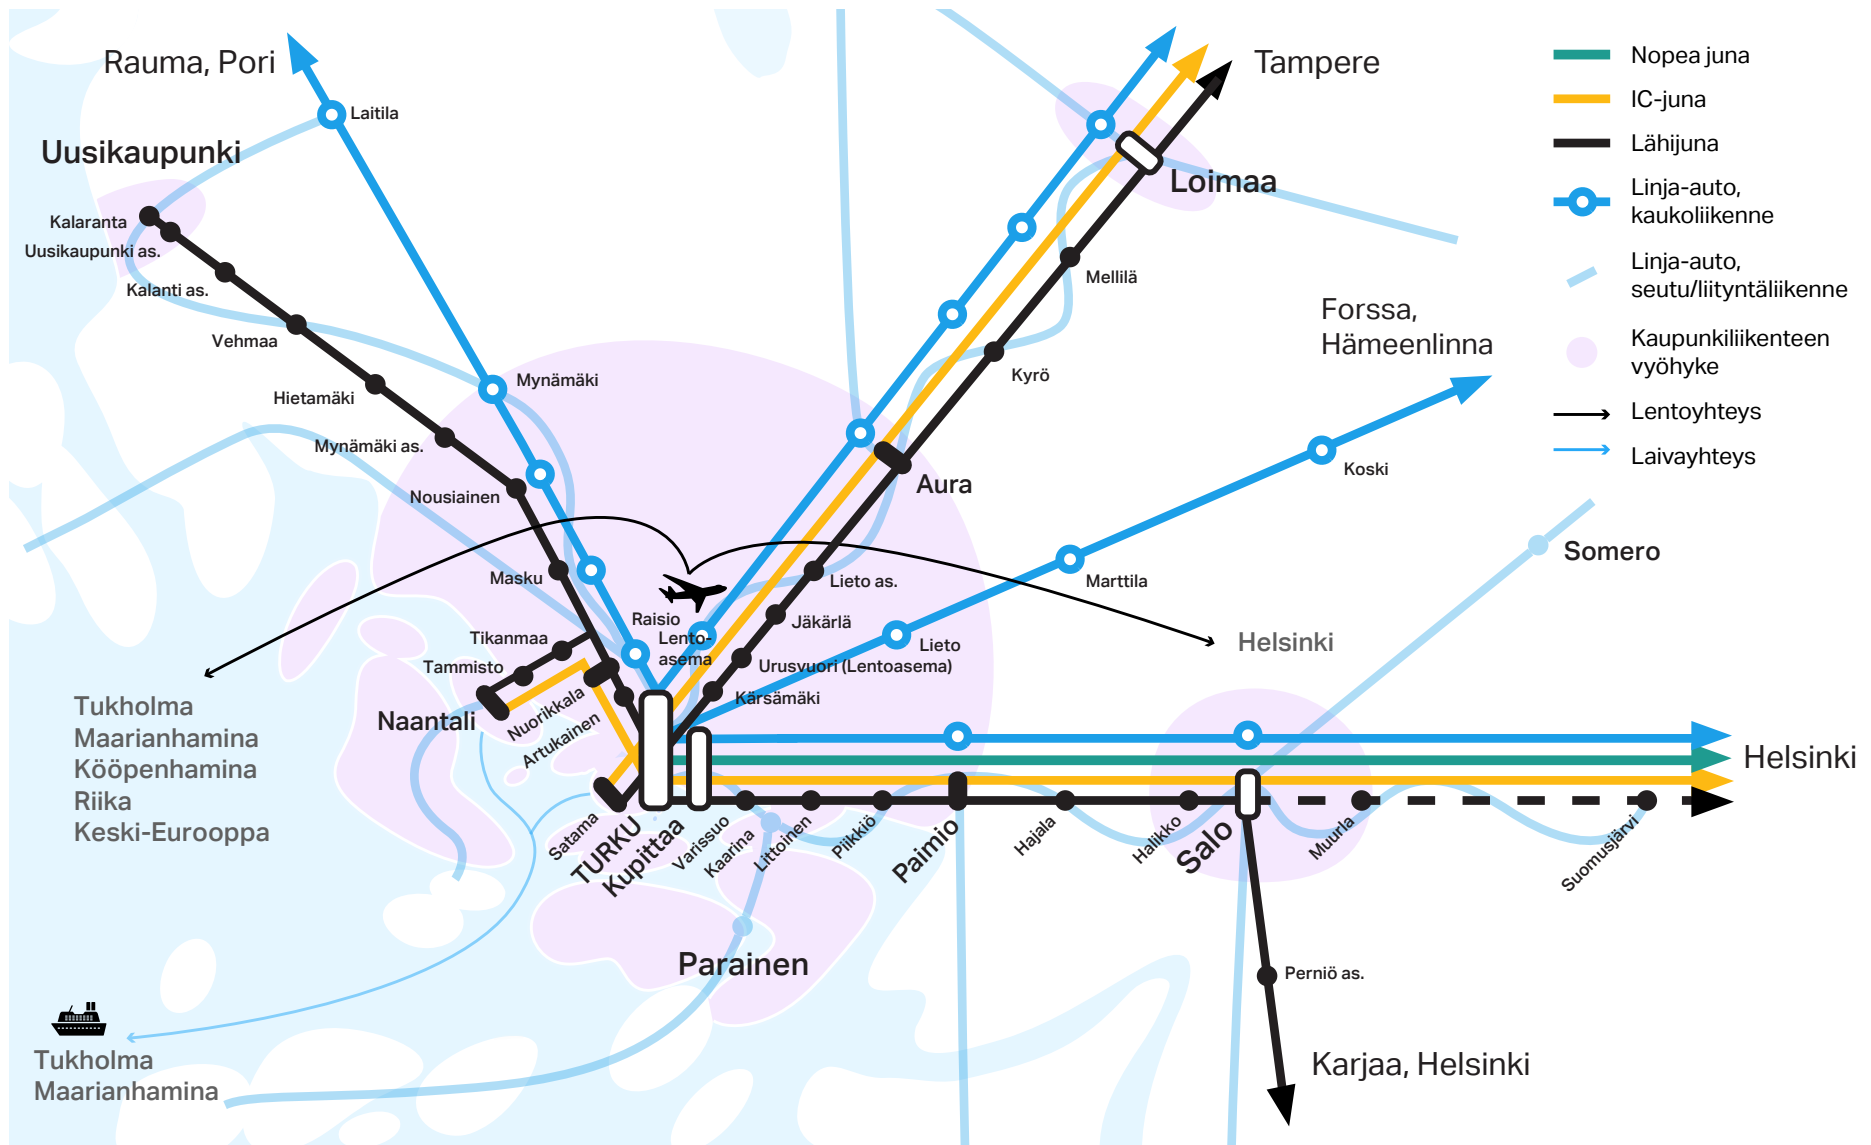 Rauma, Pori
Laitila
Uusikaupunki
Kalaranta
Uusikaupunki as.
Kalanti as.
Vehmaa
Hietamäki
Mynämäki as.
Nousiainen
Masku
Mynämäki
Tikanmaa
Tammisto
Naantali
Nuorikkala
Artukainen
Raisio
Lento-
asema
Tampere
Loimaa
Mellilä
Kyrö
Aura
Lieto as.
Jäkärlä
Urusvuori (Lentoasema)
Kärsämäki
Lieto
Marttila
Koski
Forssa,
Hämeenlinna
Somero
Helsinki
Helsinki
Satama
TURKU
Kupittaa
Varissuo
Kaarina
Littoinen
Piikkiö
Paimio
Hajala
Halikko
Salo
Muurla
Suomusjärvi
Parainen
Perniö as.
Karjaa, Helsinki
Tukholma
Maarianhamina
Kööpenhamina
Riika
Keski-Eurooppa
Tukholma
Maarianhamina
Nopea juna
IC-juna
Lähijuna
Linja-auto,
kaukoliikenne
Linja-auto,
seutu/liityntäliikenne
Kaupunkiliikenteen
vyöhyke
Lentoyhteys
Laivayhteys